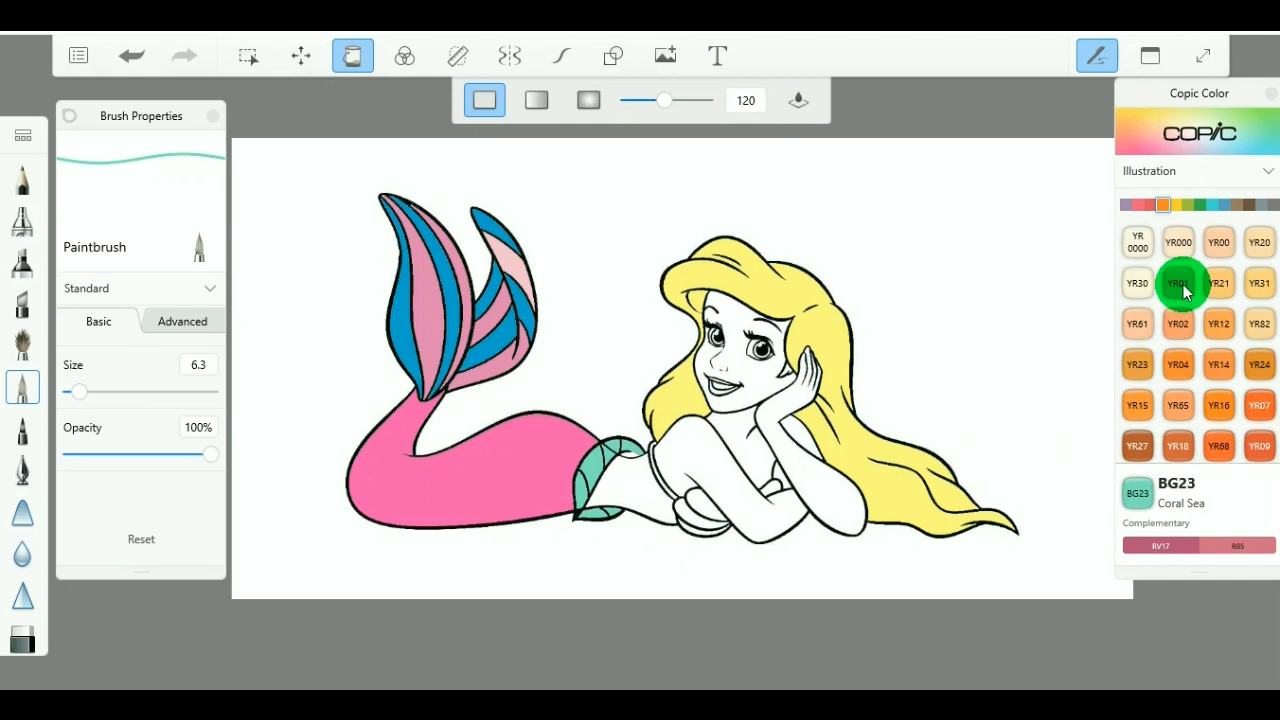 T
120
Brush Properties
Paintbrush
Standard
Basic Advanced
Size 6.3
Opacity 100%
Reset
Copic Color
COPIC
Illustration
YR 0000 YR000 YR00 YR20
YR30 YR01 YR21 YR31
YR61 YR02 YR12 YR82
YR23 YR04 YR14 YR24
YR15 YR65 YR16 YR07
YR27 YR18 YR68 YR09
BG23 BG23
Coral Sea
Complementary
RV17 R85